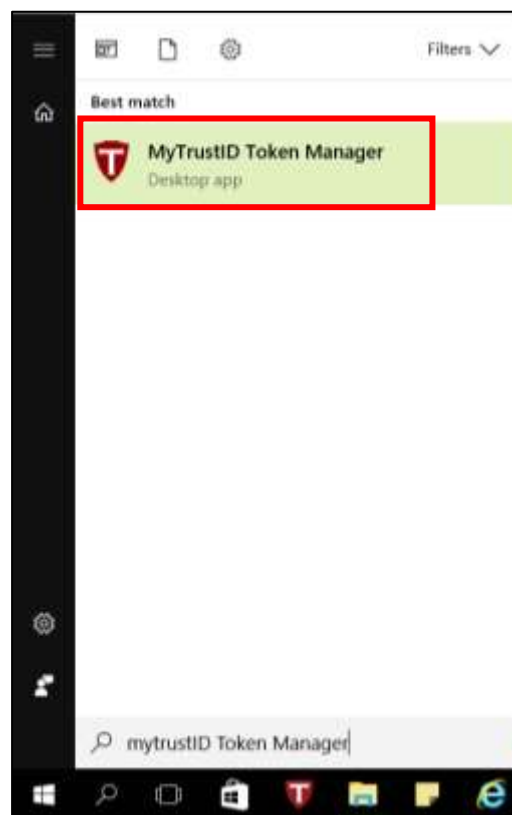 Filters
Best match
MyTrustID Token Manager
Desktop app
mytrustID Token Manager